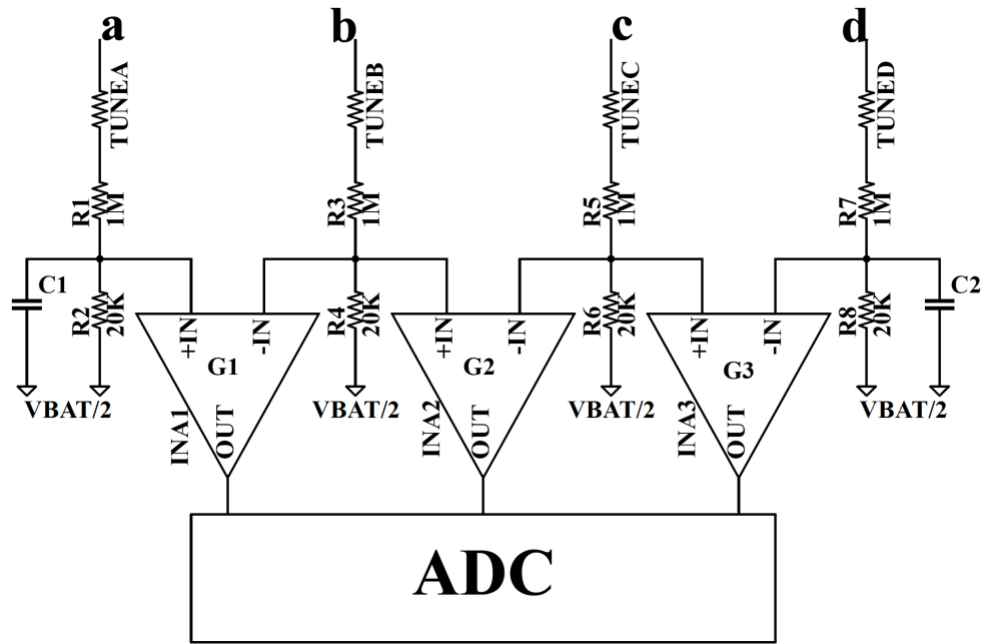 a b c d
TUNEA TUNEB TUNEC TUNED
R1 1M R3 1M R5 1M R7 1M
C1 R2 20K R4 20K R6 20K R8 20K C2
+IN -IN +IN -IN +IN -IN
G1 G2 G3
VBAT/2 VBAT/2 VBAT/2 VBAT/2
INA1 OUT INA2 OUT INA3 OUT
ADC